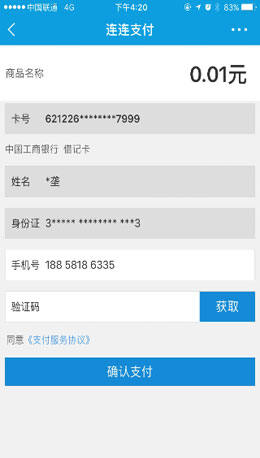 中国联通 4G 下午4:20 83%
连连支付
商品名称 0.01元
卡号 621226********7999
中国工商银行 借记卡
姓名 *垄
身份证 3***** ******** ***3
手机号 188 5818 6335
验证码 获取
同意《支付服务协议》
确认支付